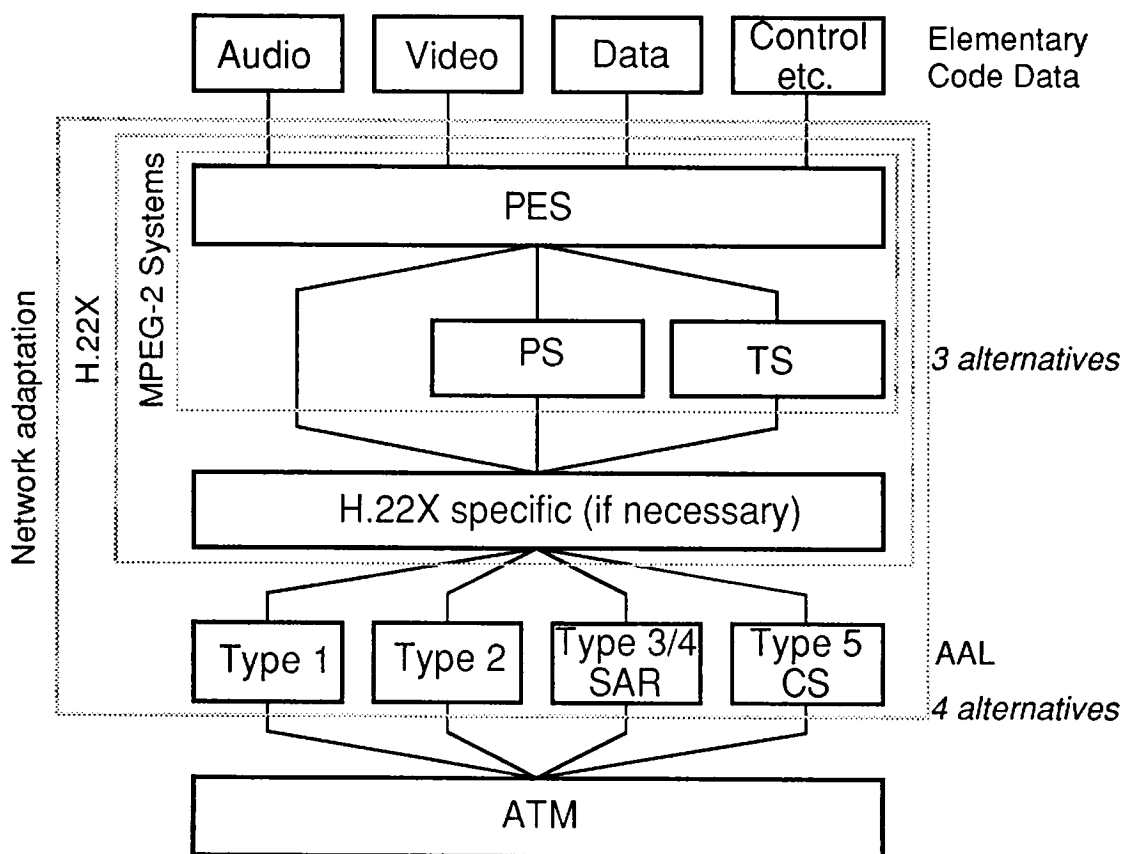 Audio
Video
Data
Control
etc.
Elementary
Code Data
Network adaptation
H.22X
MPEG-2 Systems
PES
PS
TS
3 alternatives
H.22X specific (if necessary)
Type 1
Type 2
Type 3/4
SAR
Type 5
CS
AAL
4 alternatives
ATM